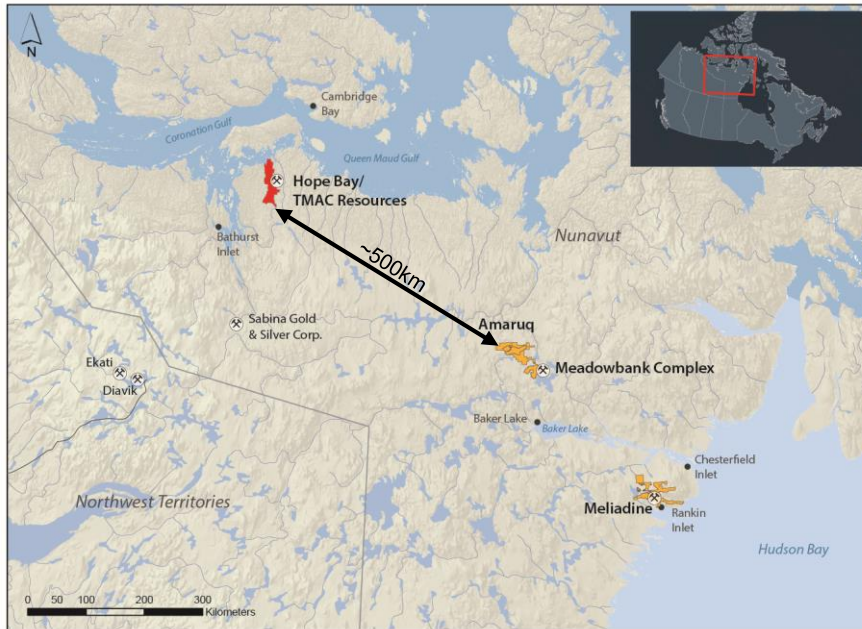 N
Cambridge
Bay
Coronation Gulf
Queen Maud Gulf
Hope Bay/
TMAC Resources
Bathurst
Inlet
Nunavut
~500km
Sabina Gold
& Silver Corp.
Amaruq
Ekati
Diavik
Meadowbank Complex
Baker Lake
Baker Lake
Chesterfield
Inlet
Northwest Territories
Meliadine
Rankin
Inlet
Hudson Bay
0 50 100 200 300
Kilometers